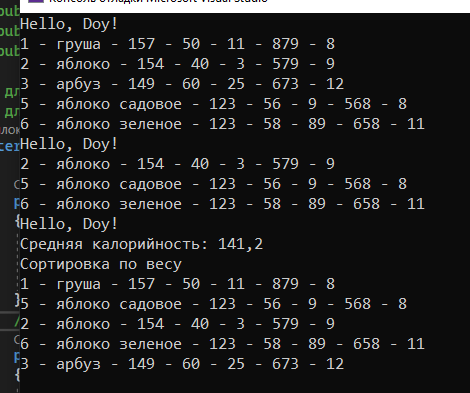 Hello, Doy!
1 - груша - 157 - 50 - 11 - 879 - 8
2 - яблоко - 154 - 40 - 3 - 579 - 9
3 - арбуз - 149 - 60 - 25 - 673 - 12
5 - яблоко садовое - 123 - 56 - 9 - 568 - 8
6 - яблоко зеленое - 123 - 58 - 89 - 658 - 11
Hello, Doy!
2 - яблоко - 154 - 40 - 3 - 579 - 9
5 - яблоко садовое - 123 - 56 - 9 - 568 - 8
6 - яблоко зеленое - 123 - 58 - 89 - 658 - 11
Hello, Doy!
Средняя калорийность: 141,2
Сортировка по весу
1 - груша - 157 - 50 - 11 - 879 - 8
5 - яблоко садовое - 123 - 56 - 9 - 568 - 8
2 - яблоко - 154 - 40 - 3 - 579 - 9
6 - яблоко зеленое - 123 - 58 - 89 - 658 - 11
3 - арбуз - 149 - 60 - 25 - 673 - 12